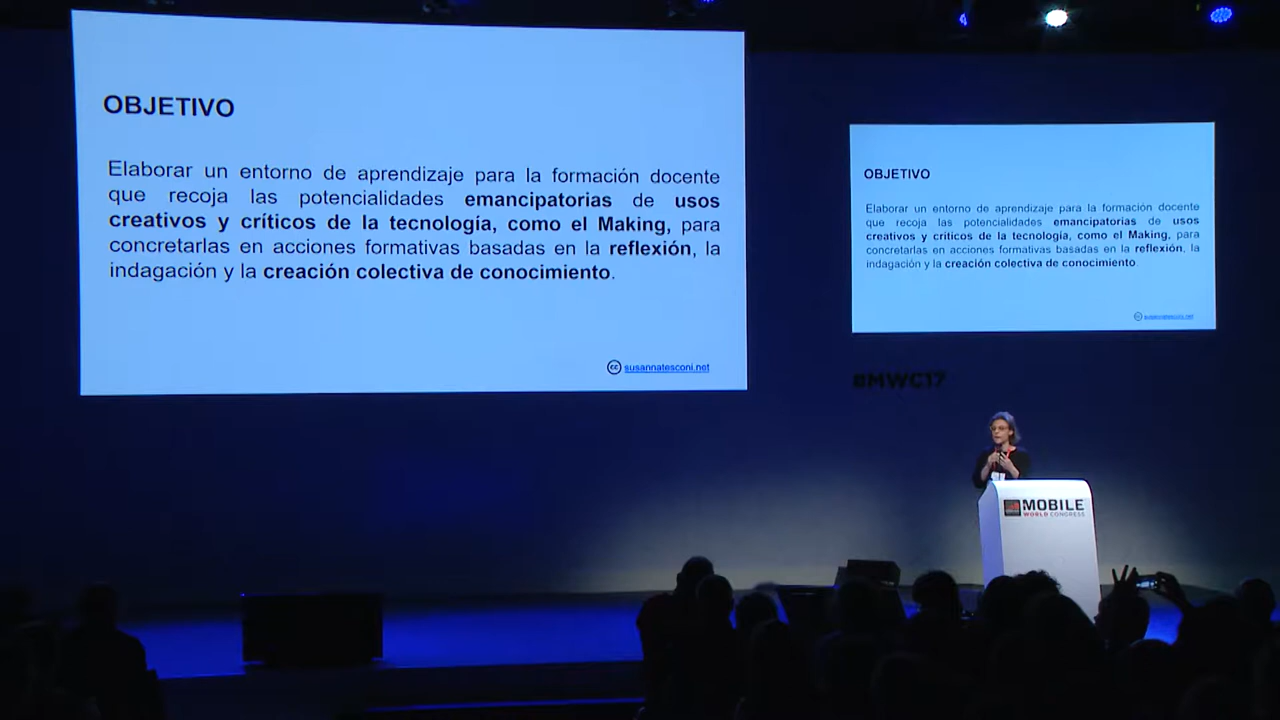 OBJETIVO
Elaborar un entorno de aprendizaje para la formación docente
que recoja las potencialidades emancipatorias de usos
creativos y críticos de la tecnología, como el Making, para
concretarlas en acciones formativas basadas en la reflexión, la
indagación y la creación colectiva de conocimiento.
cc susannatesconi.net
OBJETIVO
Elaborar un entorno de aprendizaje para la formación docente
que recoja las potencialidades emancipatorias de usos
creativos y críticos de la tecnología, como el Making, para
concretarlas en acciones formativas basadas en la reflexión, la
indagación y la creación colectiva de conocimiento.
cc susannatesconi.net
#MWC17
MOBILE
WORLD CONGRESS